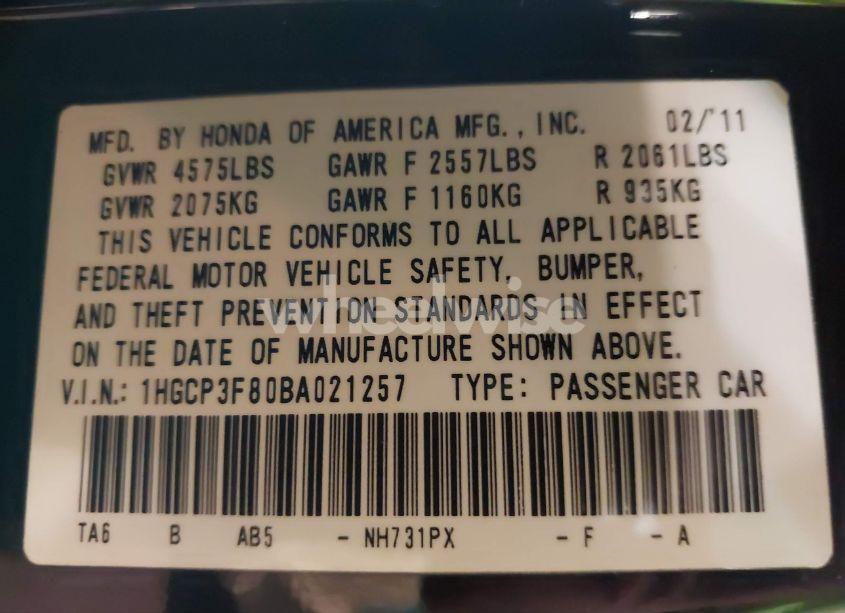 MFD. BY HONDA OF AMERICA MFG., INC. 02/'11
GVWR 4575LBS GAWR F 2557LBS R 2061LBS
GVWR 2075KG GAWR F 1160KG R 935KG
THIS VEHICLE CONFORMS TO ALL APPLICABLE
FEDERAL MOTOR VEHICLE SAFETY, BUMPER,
AND THEFT PREVENTION STANDARDS IN EFFECT
wheelwise
ON THE DATE OF MANUFACTURE SHOWN ABOVE.
V.I.N.: 1HGCP3F80BA021257 TYPE: PASSENGER CAR
TA6 B AB5 - NH731PX - F - A